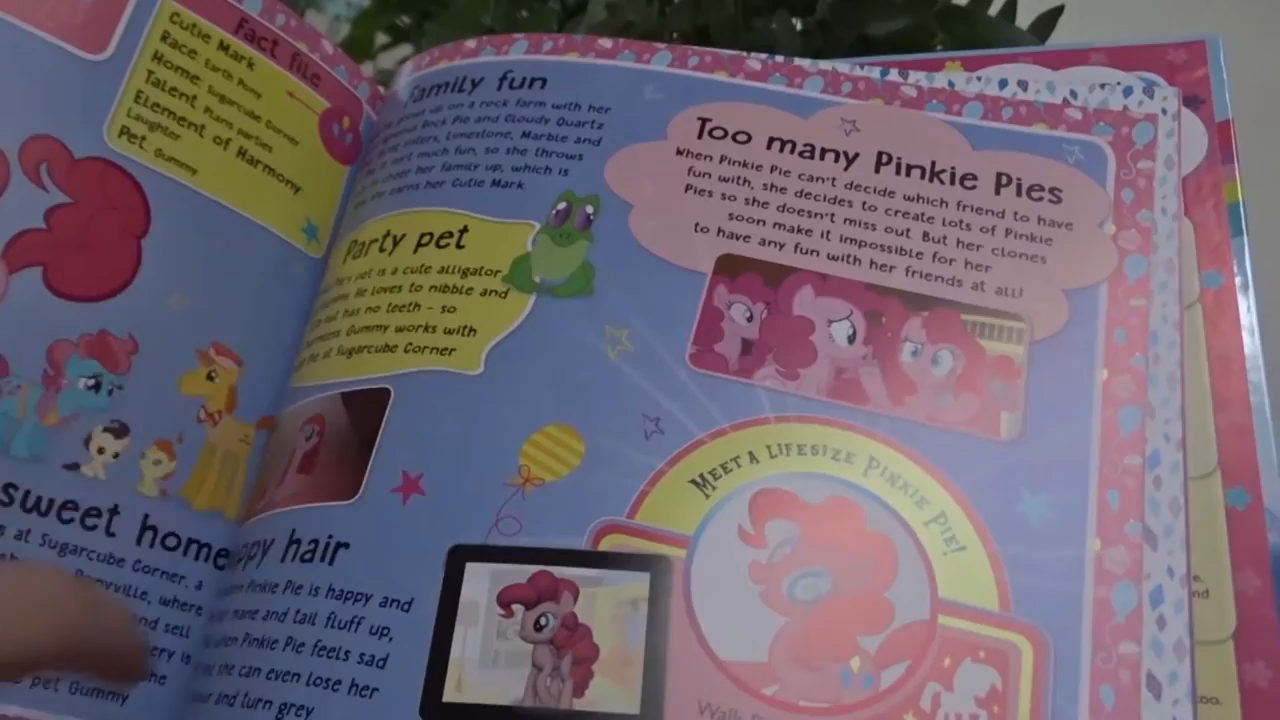 Fact file
Cutie Mark
Race: Earth Pony
Home: Sugarcube Corner
Talent: Plans parties
Element of Harmony
Laughter
Pet: Gummy
sweet home
at Sugarcube Corner, a
Ponyville, where
and sell
is
he
pet Gummy
Family fun
up on a rock farm with her
Rock Pie and Cloudy Quartz
sisters, Limestone, Marble and
much fun, so she throws
cheer her family up, which is
earns her Cutie Mark
Party pet
pet is a cute alligator
He loves to nibble and
has no teeth – so
Gummy works with
at Sugarcube Corner
hair
Pinkie Pie is happy and
mane and tail fluff up,
when Pinkie Pie feels sad
she can even lose her
and turn grey
Too many Pinkie Pies
When Pinkie Pie can't decide which friend to have
fun with, she decides to create lots of Pinkie
Pies so she doesn't miss out. But her clones
soon make it impossible for her
to have any fun with her friends at all!
MEET A LIFESIZE PINKIE PIE!
Walk